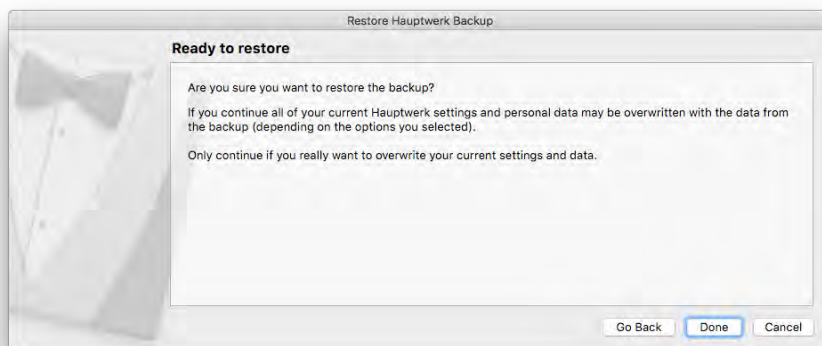 Restore Hauptwerk Backup
Ready to restore
Are you sure you want to restore the backup?
If you continue all of your current Hauptwerk settings and personal data may be overwritten with the data from
the backup (depending on the options you selected).
Only continue if you really want to overwrite your current settings and data.
Go Back Done Cancel